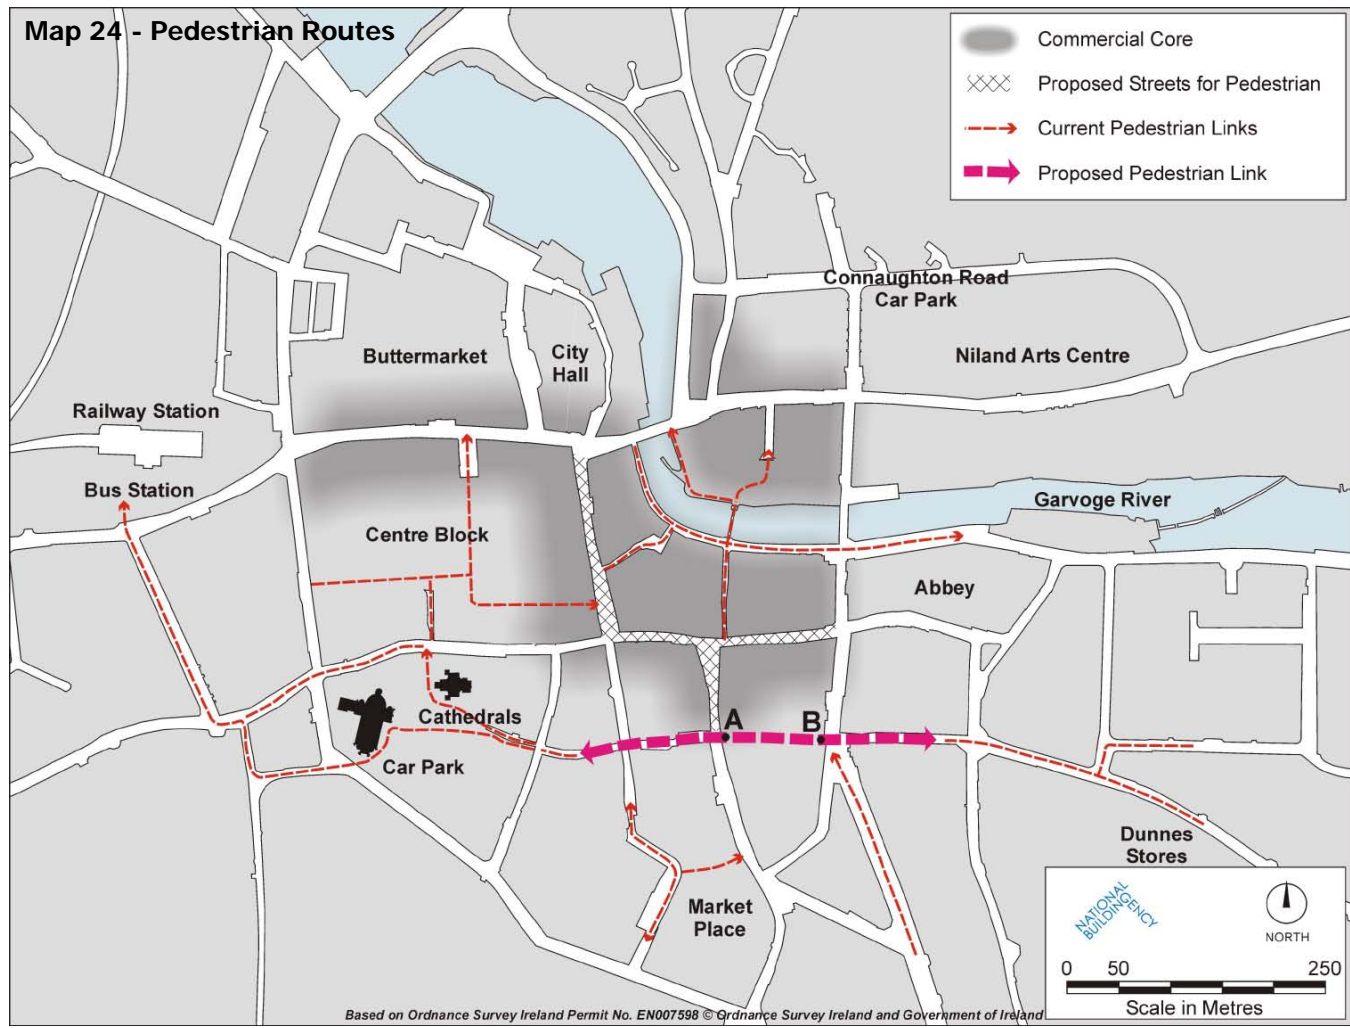 Map 24 - Pedestrian Routes
Commercial Core
Proposed Streets for Pedestrian
Current Pedestrian Links
Proposed Pedestrian Link
Connaughton Road
Car Park
Buttermarket
City
Hall
Niland Arts Centre
Railway Station
Bus Station
Garvoge River
Centre Block
Abbey
Cathedrals
A
B
Car Park
Dunnes
Stores
Market
Place
NATIONAL
BUILDINGENCY
NORTH
0 50 250
Scale in Metres
Based on Ordnance Survey Ireland Permit No. EN007598 © Ordnance Survey Ireland and Government of Ireland